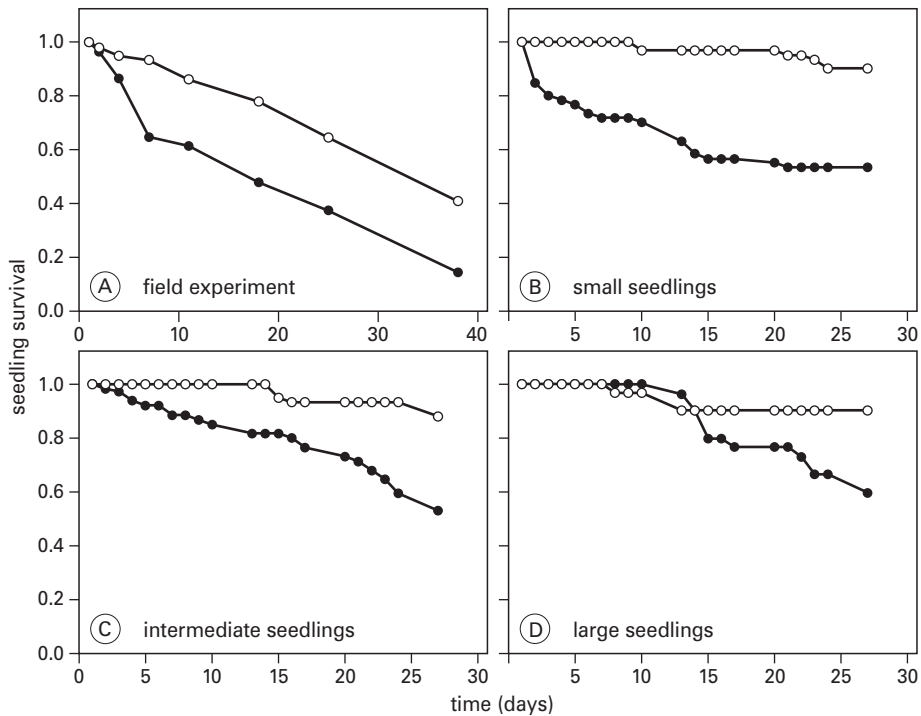 seedling survival
1.0
0.8
0.6
0.4
0.2
0.0
A field experiment
0 10 20 30 40
B small seedlings
5 10 15 20 25 30
1.0
0.8
0.6
0.4
0.2
0.0
C intermediate seedlings
0 5 10 15 20 25 30
D large seedlings
5 10 15 20 25 30
time (days)